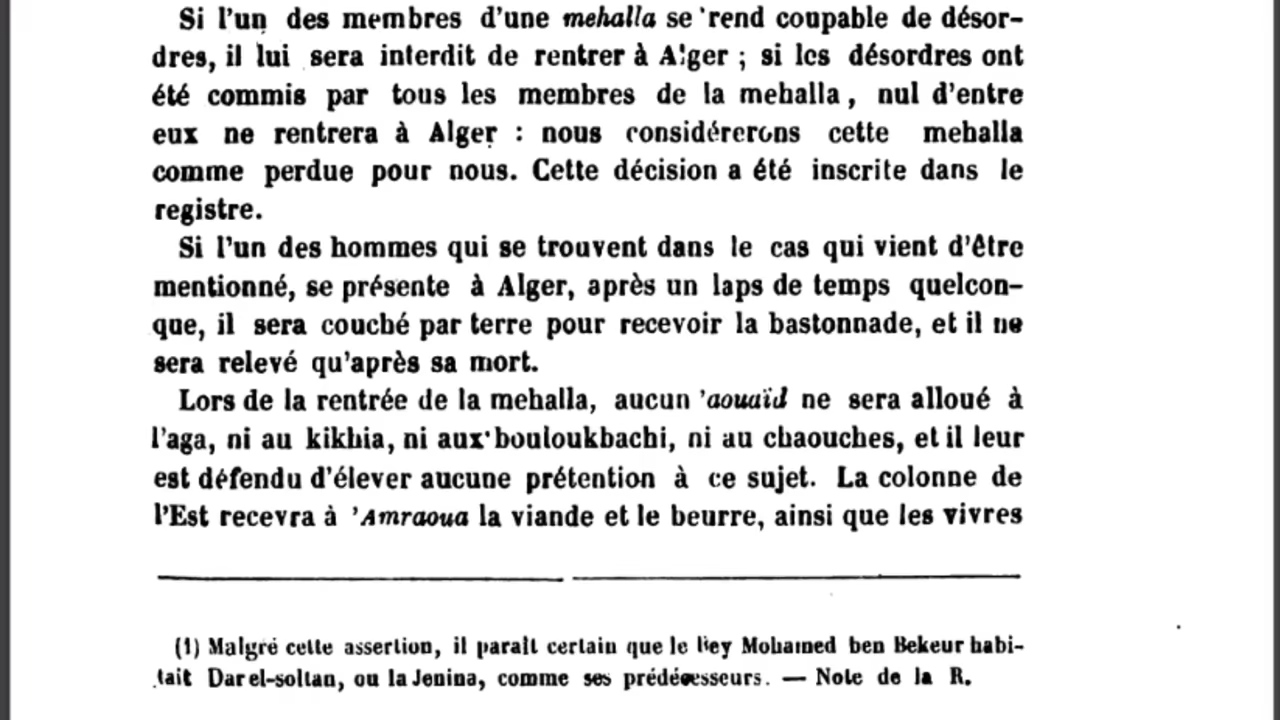 Si l'un des membres d'une mehalla se rend coupable de désor-
dres, il lui sera interdit de rentrer à Alger ; si les désordres ont
été commis par tous les membres de la mehalla, nul d'entre
eux ne rentrera à Alger : nous considérerons cette mehalla
comme perdue pour nous. Cette décision a été inscrite dans le
registre.
Si l'un des hommes qui se trouvent dans le cas qui vient d'être
mentionné, se présente à Alger, après un laps de temps quelcon-
que, il sera couché par terre pour recevoir la bastonnade, et il ne
sera relevé qu'après sa mort.
Lors de la rentrée de la mehalla, aucun 'aouaïd ne sera alloué à
l'aga, ni au kikhia, ni aux bouloukbachi, ni au chaouches, et il leur
est défendu d'élever aucune prétention à ce sujet. La colonne de
l'Est recevra à 'Amraoua la viande et le beurre, ainsi que les vivres
(1) Malgré cette assertion, il paraît certain que le Bey Mohamed ben Bekeur habi-
tait Dar el-soltan, ou la Jenina, comme ses prédécesseurs. — Note de la R.